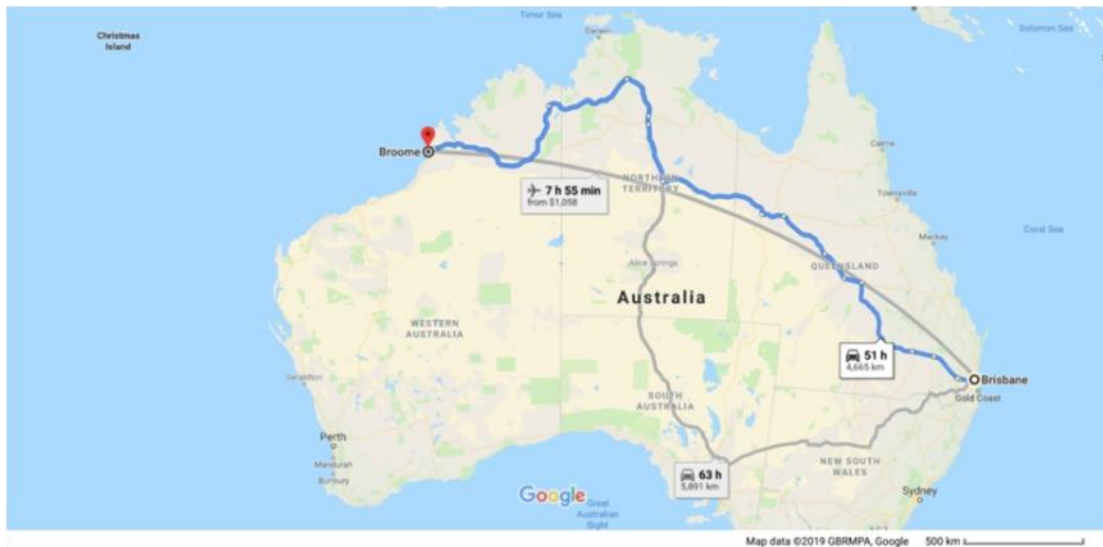 Timor Sea
Solomon Sea
Christmas
Island
Darwin
Broome
Cairns
7 h 55 min
from $1,058
NORTHERN
TERRITORY
Townsville
Coral Sea
Mackay
QUEENSLAND
Alice Springs
Australia
WESTERN
AUSTRALIA
51 h
4,665 km
Geraldton
Brisbane
Gold Coast
SOUTH
AUSTRALIA
Perth
Mandurah
Bunbury
63 h
5,891 km
NEW SOUTH
WALES
Google
Great
Australian
Bight
Sydney
ACT
Map data ©2019 GBRMPA, Google 500 km